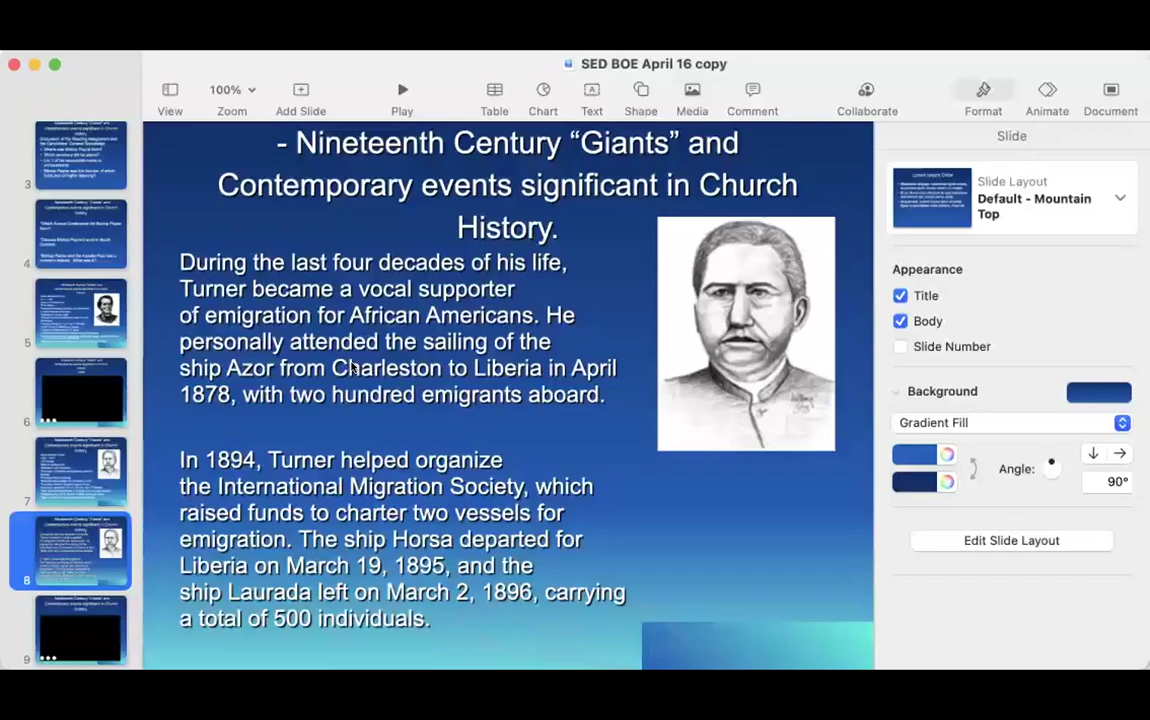 SED BOE April 16 copy
View
100%
Zoom
Add Slide
Play
Table
Chart
Text
Shape
Media
Comment
Collaborate
Format
Animate
Document
3
4
5
6
7
8
9
- Nineteenth Century “Giants” and
Contemporary events significant in Church
History.
During the last four decades of his life,
Turner became a vocal supporter
of emigration for African Americans. He
personally attended the sailing of the
ship Azor from Charleston to Liberia in April
1878, with two hundred emigrants aboard.
In 1894, Turner helped organize
the International Migration Society, which
raised funds to charter two vessels for
emigration. The ship Horsa departed for
Liberia on March 19, 1895, and the
ship Laurada left on March 2, 1896, carrying
a total of 500 individuals.
Slide
Slide Layout
Default - Mountain
Top
Appearance
Title
Body
Slide Number
Background
Gradient Fill
Angle:
90°
Edit Slide Layout